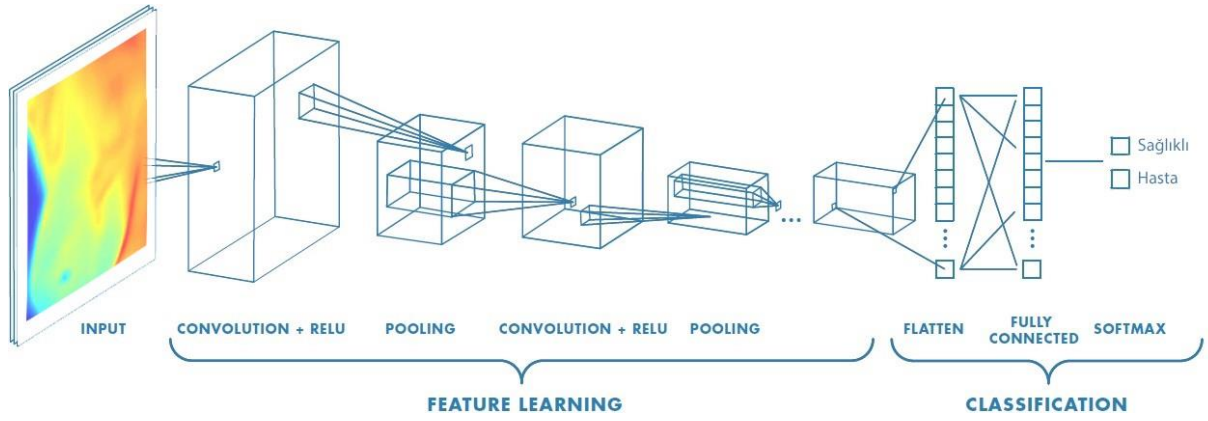 Sağlıklı
Hasta
INPUT
CONVOLUTION + RELU
POOLING
CONVOLUTION + RELU
POOLING
FLATTEN
FULLY
CONNECTED
SOFTMAX
FEATURE LEARNING
CLASSIFICATION